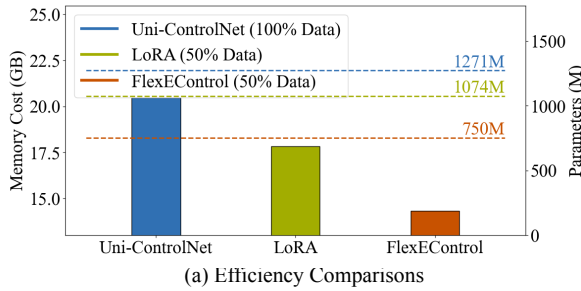 25.0
22.5
20.0
17.5
15.0
Memory Cost (GB)
Uni-ControlNet (100% Data)
LoRA (50% Data)
FlexEControl (50% Data)
1271M
1074M
750M
1500
1000
500
0
Parameters (M)
Uni-ControlNet LoRA FlexEControl
(a) Efficiency Comparisons